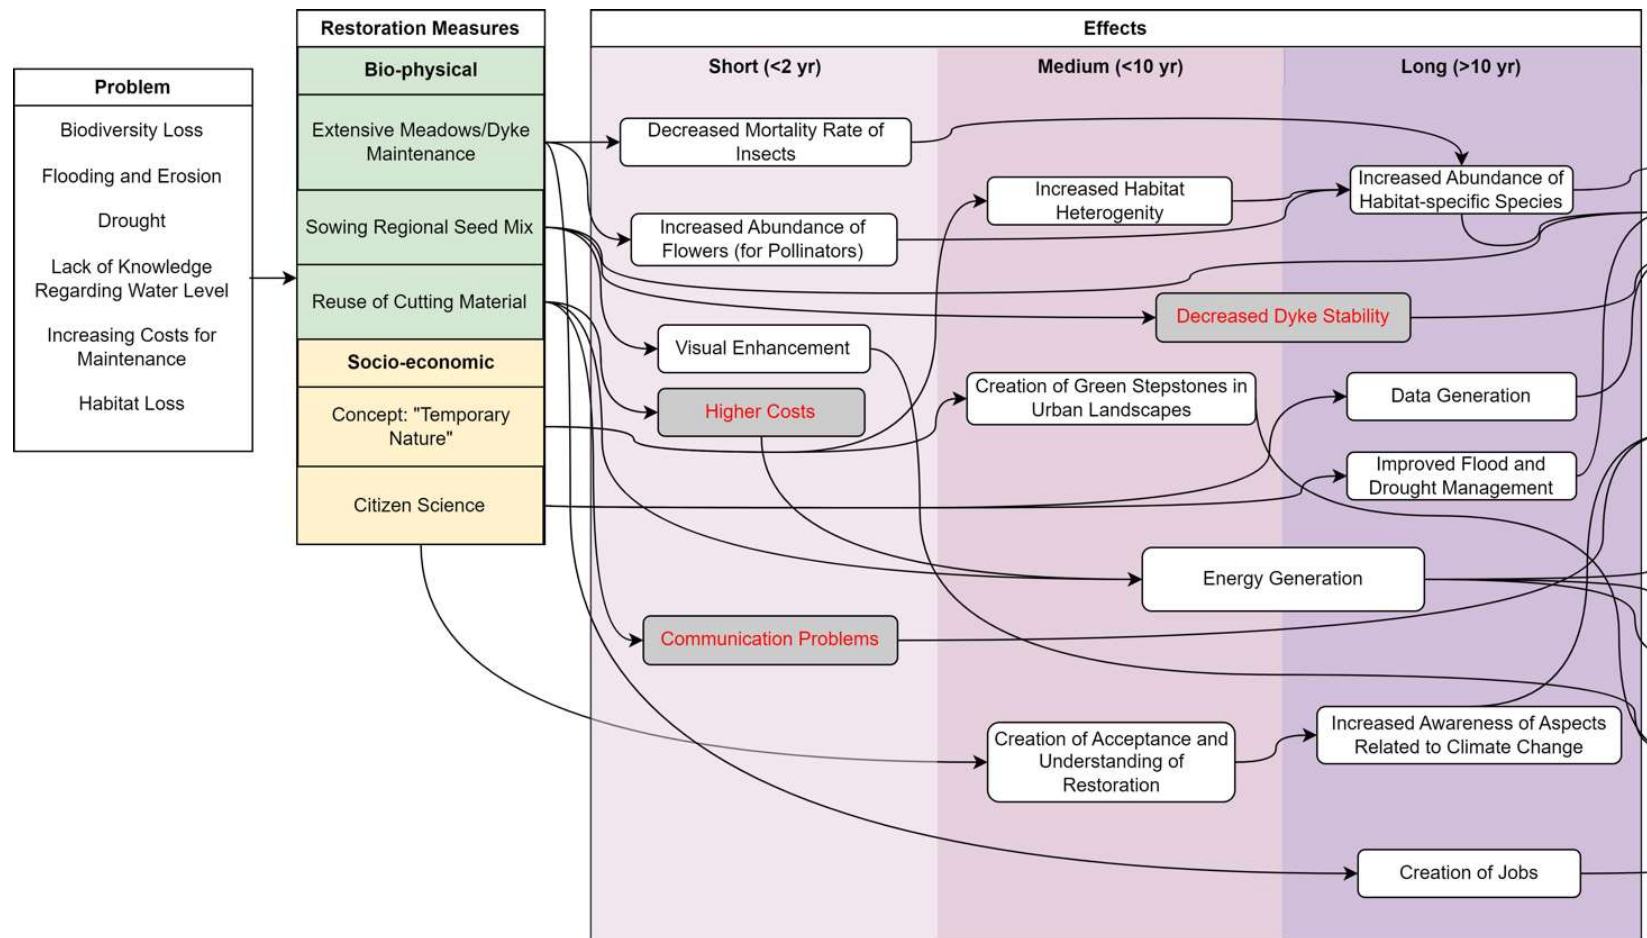 Problem
Biodiversity Loss
Flooding and Erosion
Drought
Lack of Knowledge
Regarding Water Level
Increasing Costs for
Maintenance
Habitat Loss
Restoration Measures
Bio-physical
Extensive Meadows/Dyke
Maintenance
Sowing Regional Seed Mix
Reuse of Cutting Material
Socio-economic
Concept: "Temporary
Nature"
Citizen Science
Effects
Short (<2 yr)
Decreased Mortality Rate of
Insects
Increased Abundance of
Flowers (for Pollinators)
Visual Enhancement
Higher Costs
Communication Problems
Medium (<10 yr)
Increased Habitat
Heterogenity
Decreased Dyke Stability
Creation of Green Stepstones in
Urban Landscapes
Energy Generation
Creation of Acceptance and
Understanding of
Restoration
Long (>10 yr)
Increased Abundance of
Habitat-specific Species
Data Generation
Improved Flood and
Drought Management
Increased Awareness of Aspects
Related to Climate Change
Creation of Jobs